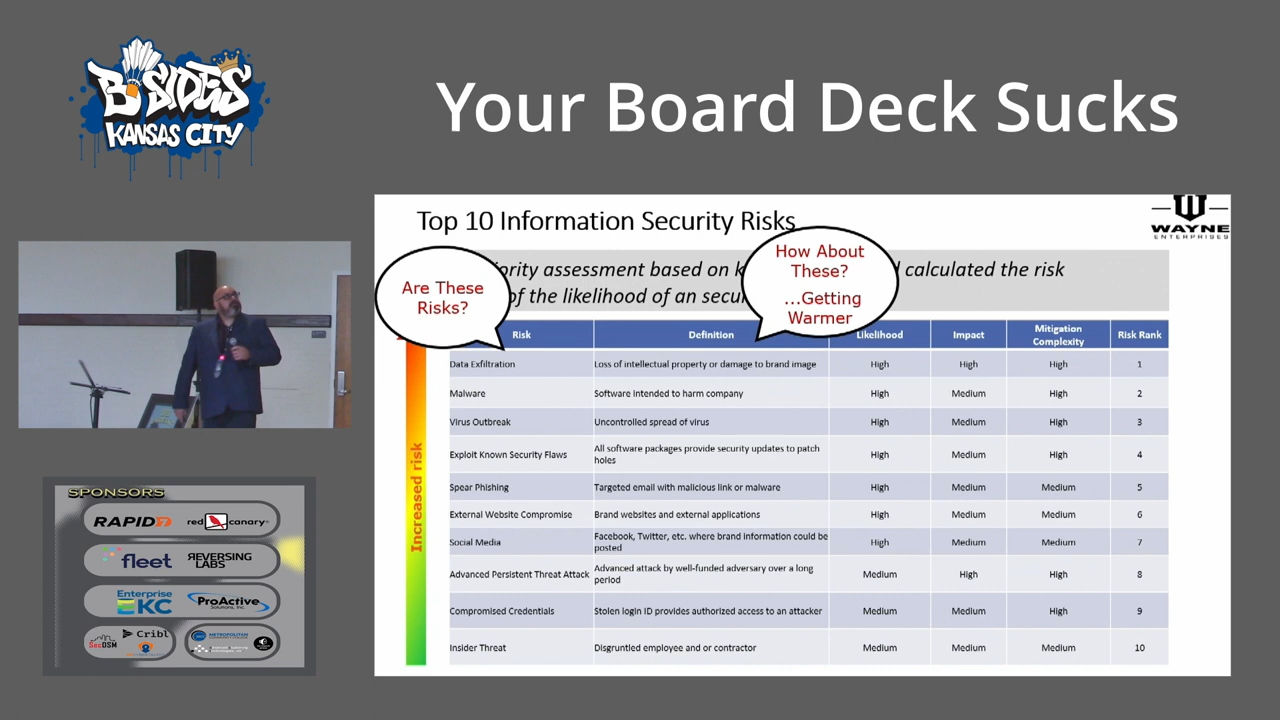 B SIDES
KANSAS CITY
Your Board Deck Sucks
Top 10 Information Security Risks
WAYNE
ENTERPRISES
Are These
Risks?
How About
These?
...Getting
Warmer
ority assessment based on k
calculated the risk
of the likelihood of an secu
Risk Definition Likelihood Impact Mitigation Complexity Risk Rank
Data Exfiltration Loss of intellectual property or damage to brand image High High High 1
Malware Software intended to harm company High Medium High 2
Virus Outbreak Uncontrolled spread of virus High Medium High 3
Exploit Known Security Flaws All software packages provide security updates to patch holes High Medium High 4
Spear Phishing Targeted email with malicious link or malware High Medium Medium 5
External Website Compromise Brand websites and external applications High Medium Medium 6
Social Media Facebook, Twitter, etc. where brand information could be posted High Medium Medium 7
Advanced Persistent Threat Attack Advanced attack by well-funded adversary over a long period Medium High High 8
Compromised Credentials Stolen login ID provides authorized access to an attacker Medium Medium High 9
Insider Threat Disgruntled employee and or contractor Medium Medium Medium 10
Increased risk
SPONSORS
RAPID7 red canary
fleet REVERSING
LABS
Enterprise
KC
ProActive
Solutions, Inc.
SecDSM
Cribl
METROPOLITAN